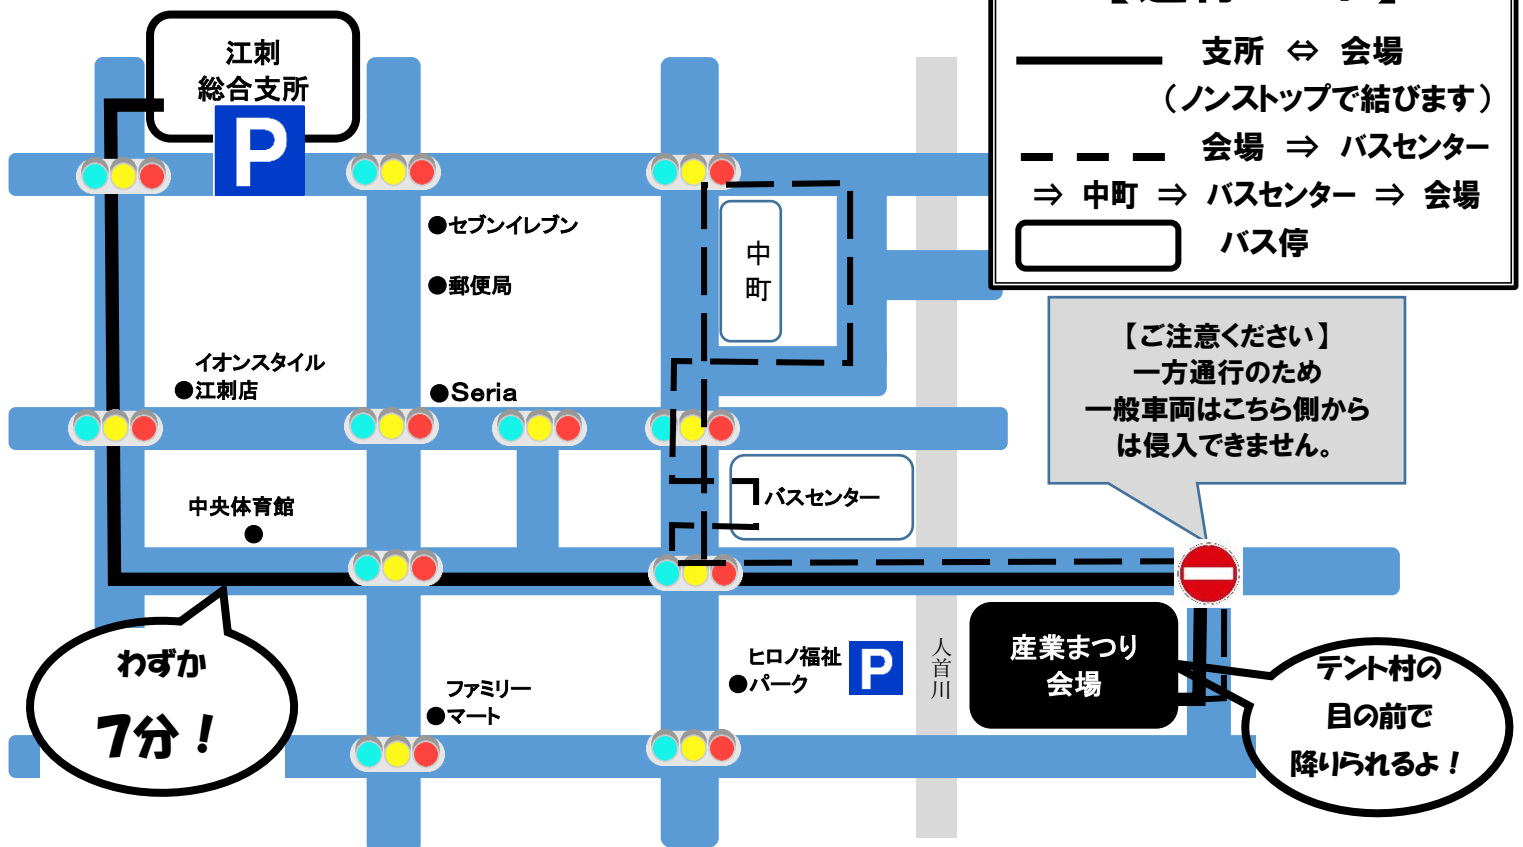 江刺
総合支所
P
支所 ⇔ 会場
(ノンストップで結びます)
会場 ⇒ バスセンター
⇒ 中町 ⇒ バスセンター ⇒ 会場
バス停
●セブンイレブン
●郵便局
中
町
【ご注意ください】
一方通行のため
一般車両はこちら側から
は侵入できません。
イオンスタイル
●江刺店
●Seria
中央体育館
バスセンター
わずか
7分!
ファミリー
●マート
ヒロノ福祉
●パーク
P
人首川
産業まつり
会場
テント村の
目の前で
降りられるよ!